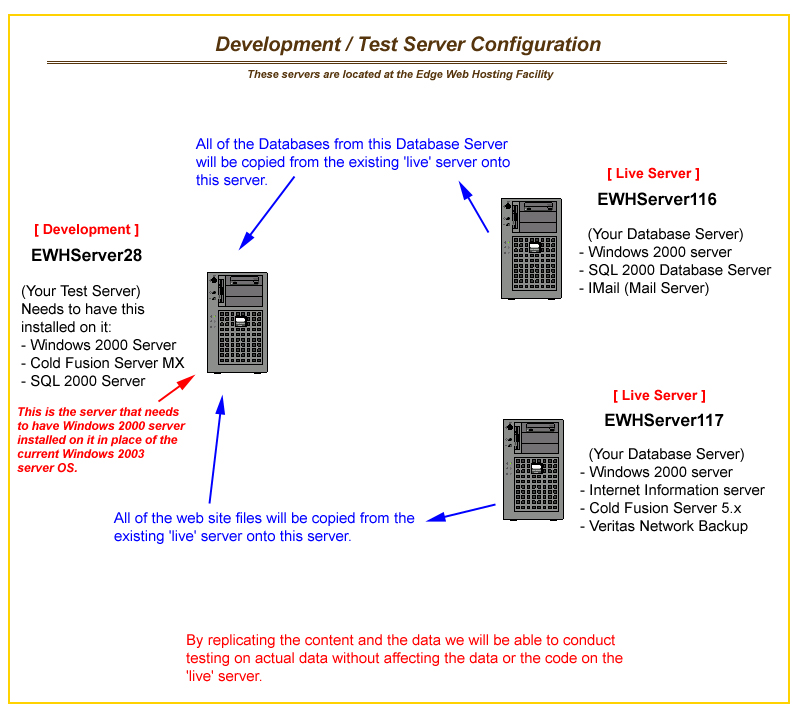 Development / Test Server Configuration
These servers are located at the Edge Web Hosting Facility
All of the Databases from this Database Server
will be copied from the existing 'live' server onto
this server.
[ Live Server ]
EWHServer116
(Your Database Server)
- Windows 2000 server
- SQL 2000 Database Server
- IMail (Mail Server)
[ Development ]
EWHServer28
(Your Test Server)
Needs to have this
installed on it:
- Windows 2000 Server
- Cold Fusion Server MX
- SQL 2000 Server
This is the server that needs
to have Windows 2000 server
installed on it in place of the
current Windows 2003
server OS.
[ Live Server ]
EWHServer117
(Your Database Server)
- Windows 2000 server
- Internet Information server
- Cold Fusion Server 5.x
- Veritas Network Backup
All of the web site files will be copied from the
existing 'live' server onto this server.
By replicating the content and the data we will be able to conduct
testing on actual data without affecting the data or the code on the
'live' server.